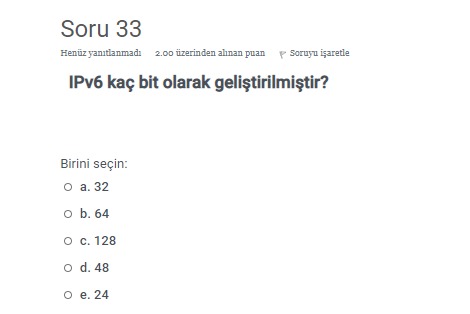 Soru 33
Henüz yanıtlanmadı 2.00 üzerinden alınan puan Soruyu işaretle
IPv6 kaç bit olarak geliştirilmiştir?
Birini seçin:
a. 32
b. 64
c. 128
d. 48
e. 24